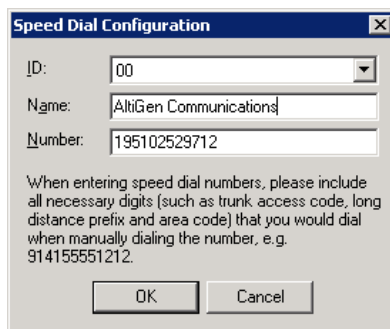 Speed Dial Configuration
ID: 00
Name: AltiGen Communications
Number: 195102529712
When entering speed dial numbers, please include
all necessary digits (such as trunk access code, long
distance prefix and area code) that you would dial
when manually dialing the number, e.g.
914155551212.
OK Cancel